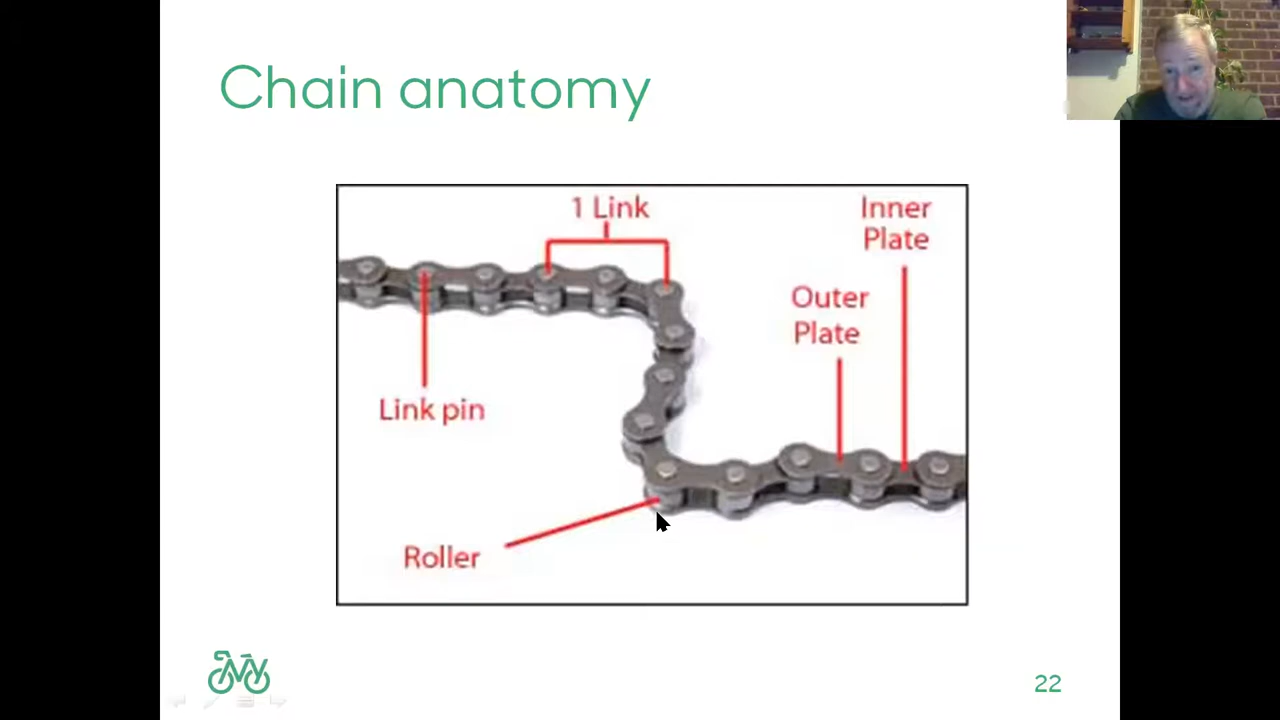 Chain anatomy
1 Link
Inner
Plate
Outer
Plate
Link pin
Roller
22